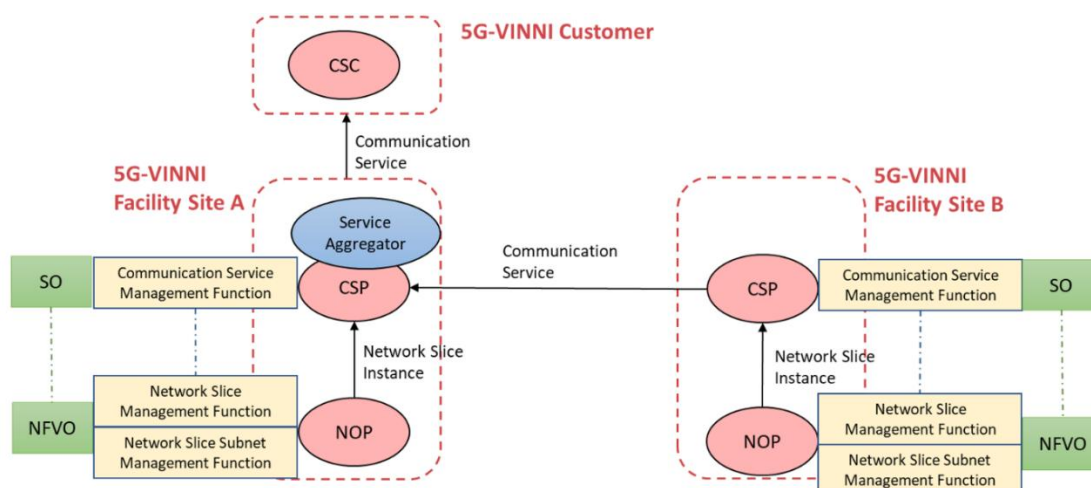 5G-VINNI Customer
CSC
Communication
Service
5G-VINNI
Facility Site A
5G-VINNI
Facility Site B
Service
Aggregator
Communication
Service
SO
Communication Service
Management Function
CSP
CSP
Communication Service
Management Function
SO
Network Slice
Instance
Network Slice
Instance
NFVO
Network Slice
Management Function
Network Slice Subnet
Management Function
NOP
NOP
Network Slice
Management Function
Network Slice Subnet
Management Function
NFVO